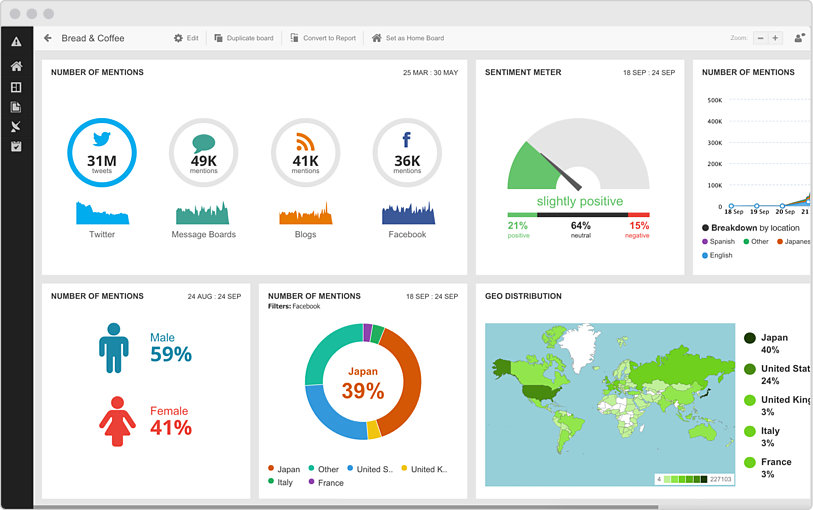 Bread & Coffee
Edit
Duplicate board
Convert to Report
Set as Home Board
Zoom:
NUMBER OF MENTIONS
25 MAR : 30 MAY
31M
tweets
49K
mentions
41K
mentions
36K
mentions
Twitter
Message Boards
Blogs
Facebook
SENTIMENT METER
18 SEP : 24 SEP
slightly positive
21%
positive
64%
neutral
15%
negative
NUMBER OF MENTIONS
500K
400K
300K
200K
100K
0
18 Sep 19 Sep 20 Sep 21
Breakdown by location
Spanish Other Japanes
English
NUMBER OF MENTIONS
24 AUG : 24 SEP
Male
59%
Female
41%
NUMBER OF MENTIONS
18 SEP : 24 SEP
Filters: Facebook
Japan
39%
Japan Other United S.. United K..
Italy France
GEO DISTRIBUTION
4 227103
Japan
40%
United Stat
24%
United King
3%
Italy
3%
France
3%